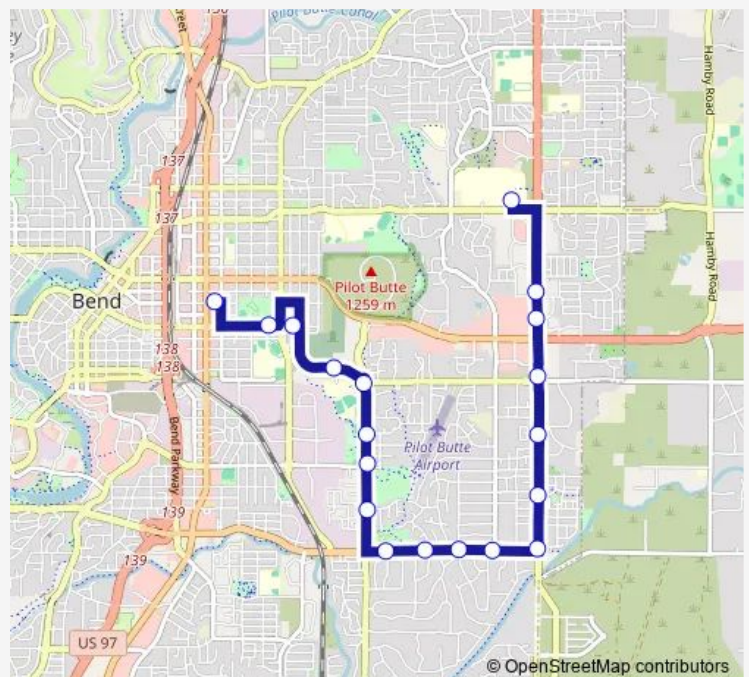 Pilot Butte Canal
Street
137
137
Pilot Butte
1259 m
Bend
138
138
Hamby Road
Hamby Road
Bend Parkway
Pilot Butte
Airport
139
139
US 97
© OpenStreetMap contributors